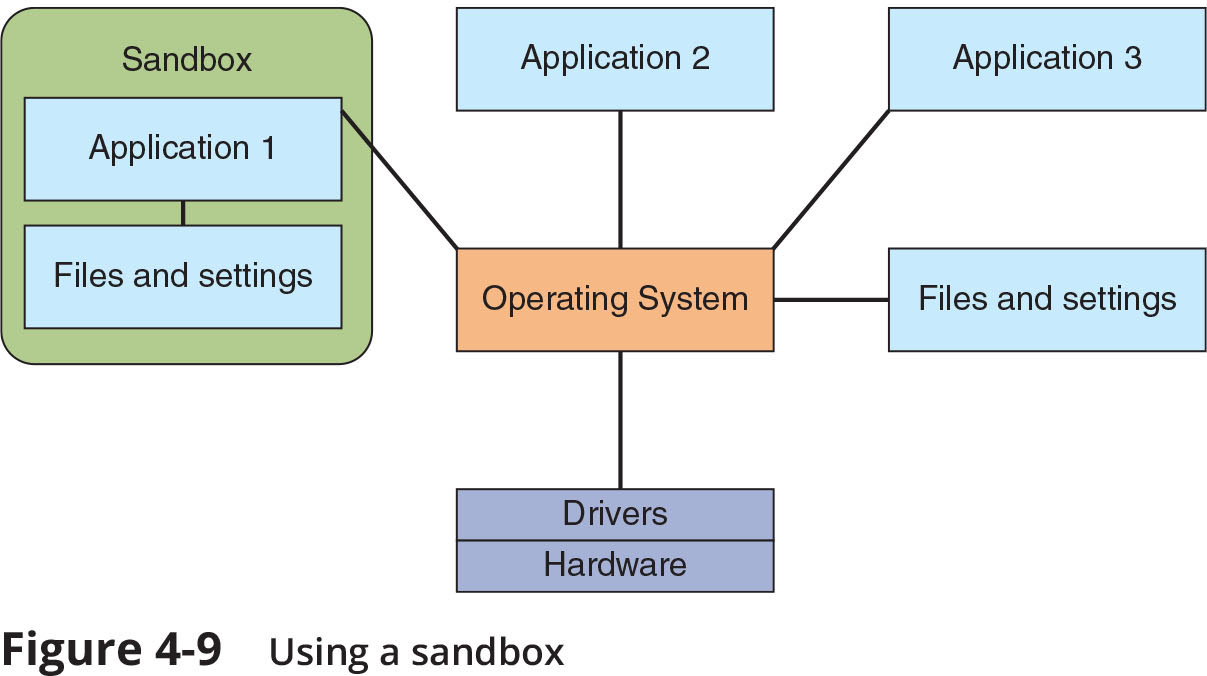 Sandbox
Application 1
Files and settings
Application 2
Application 3
Operating System
Files and settings
Drivers
Hardware
Figure 4-9 Using a sandbox